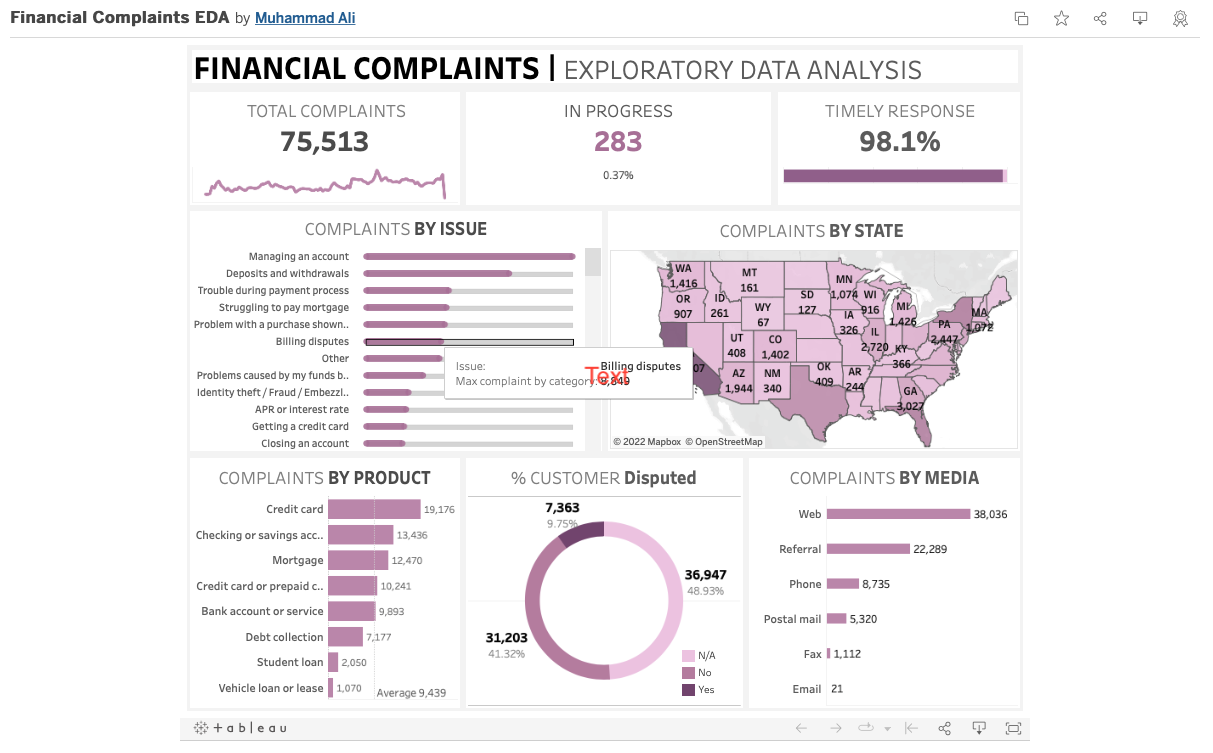 Financial Complaints EDA by Muhammad Ali
FINANCIAL COMPLAINTS | EXPLORATORY DATA ANALYSIS
TOTAL COMPLAINTS
75,513
IN PROGRESS
283
0.37%
TIMELY RESPONSE
98.1%
COMPLAINTS BY ISSUE
Managing an account
Deposits and withdrawals
Trouble during payment process
Struggling to pay mortgage
Problem with a purchase shown..
Billing disputes
Other
Problems caused by my funds b..
Identity theft / Fraud / Embezzl..
APR or interest rate
Getting a credit card
Closing an account
Issue: Billing disputes
Max complaint by category:
Text
COMPLAINTS BY STATE
WA
1,416
MT
161
MN
1,074
WI
916
MI
1,426
MA
1,072
OR
907
ID
261
WY
67
SD
127
IA
326
IL
2,720
PA
2,447
UT
408
CO
1,402
KY
366
07
AZ
1,944
NM
340
OK
409
AR
244
GA
3,027
© 2022 Mapbox © OpenStreetMap
COMPLAINTS BY PRODUCT
Credit card 19,176
Checking or savings acc.. 13,436
Mortgage 12,470
Credit card or prepaid c.. 10,241
Bank account or service 9,893
Debt collection 7,177
Student loan 2,050
Vehicle loan or lease 1,070
Average 9,439
% CUSTOMER Disputed
7,363
9.75%
36,947
48.93%
31,203
41.32%
N/A
No
Yes
COMPLAINTS BY MEDIA
Web 38,036
Referral 22,289
Phone 8,735
Postal mail 5,320
Fax 1,112
Email 21
+ableau